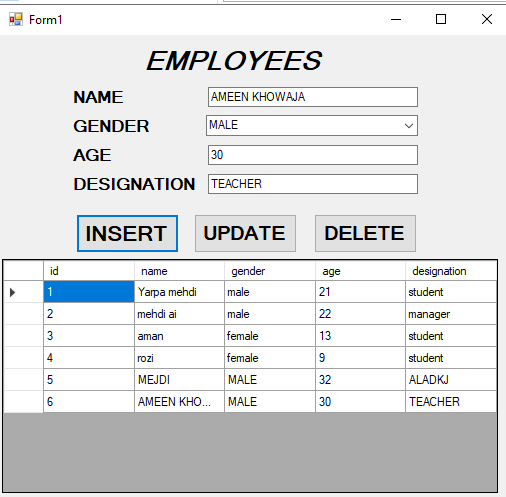 Form1
EMPLOYEES
NAME AMEEN KHOWAJA
GENDER MALE
AGE 30
DESIGNATION TEACHER
INSERT UPDATE DELETE
id name gender age designation
1 Yarpa mehdi male 21 student
2 mehdi ai male 22 manager
3 aman female 13 student
4 rozi female 9 student
5 MEJDI MALE 32 ALADKJ
6 AMEEN KHO... MALE 30 TEACHER